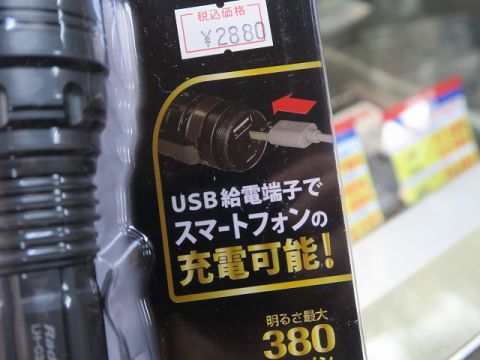 税込価格
¥2880
USB給電端子で
スマートフォンの
充電可能!
明るさ最大
380